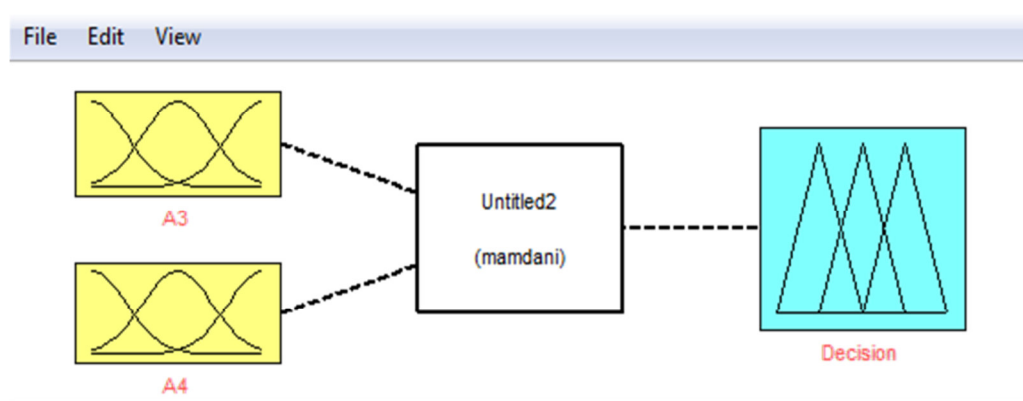 File Edit View
A3
Untitled2
(mamdani)
Decision
A4